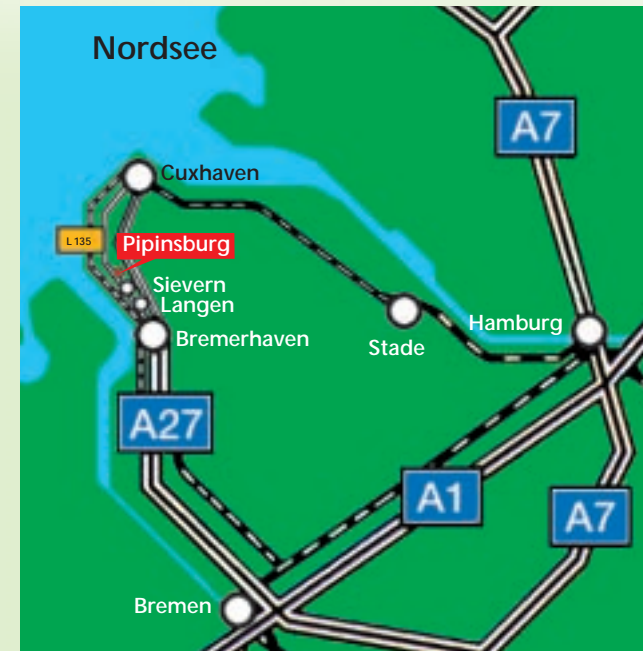 Nordsee
A7
Cuxhaven
L 135
Pipinsburg
Sievern
Langen
Bremerhaven
Stade
Hamburg
A27
A1
A7
Bremen